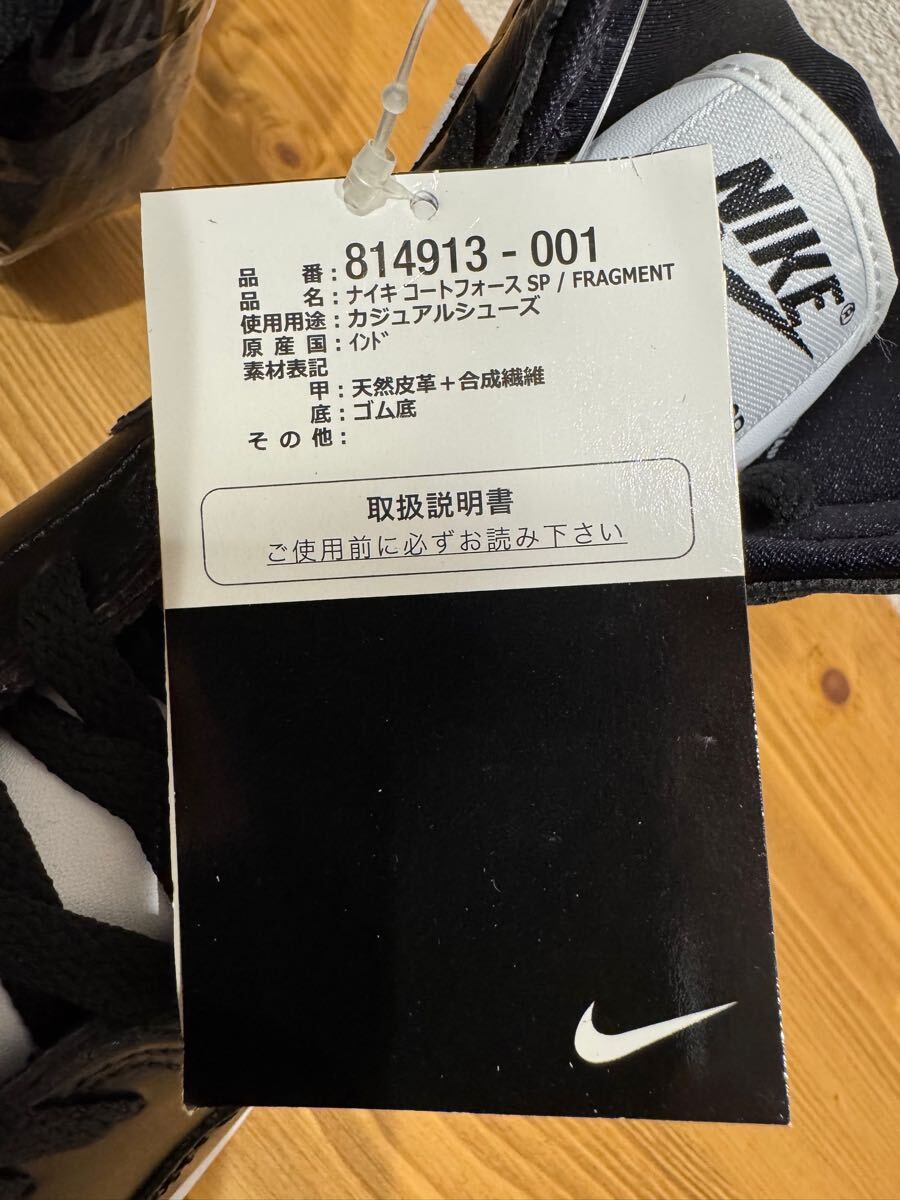 品番：814913-001
品名：ナイキ コートフォース SP / FRAGMENT
使用用途：カジュアルシューズ
原産国：ｲﾝﾄﾞ
素材表記
甲：天然皮革＋合成繊維
底：ゴム底
その他：
取扱説明書
ご使用前に必ずお読み下さい
NIKE®